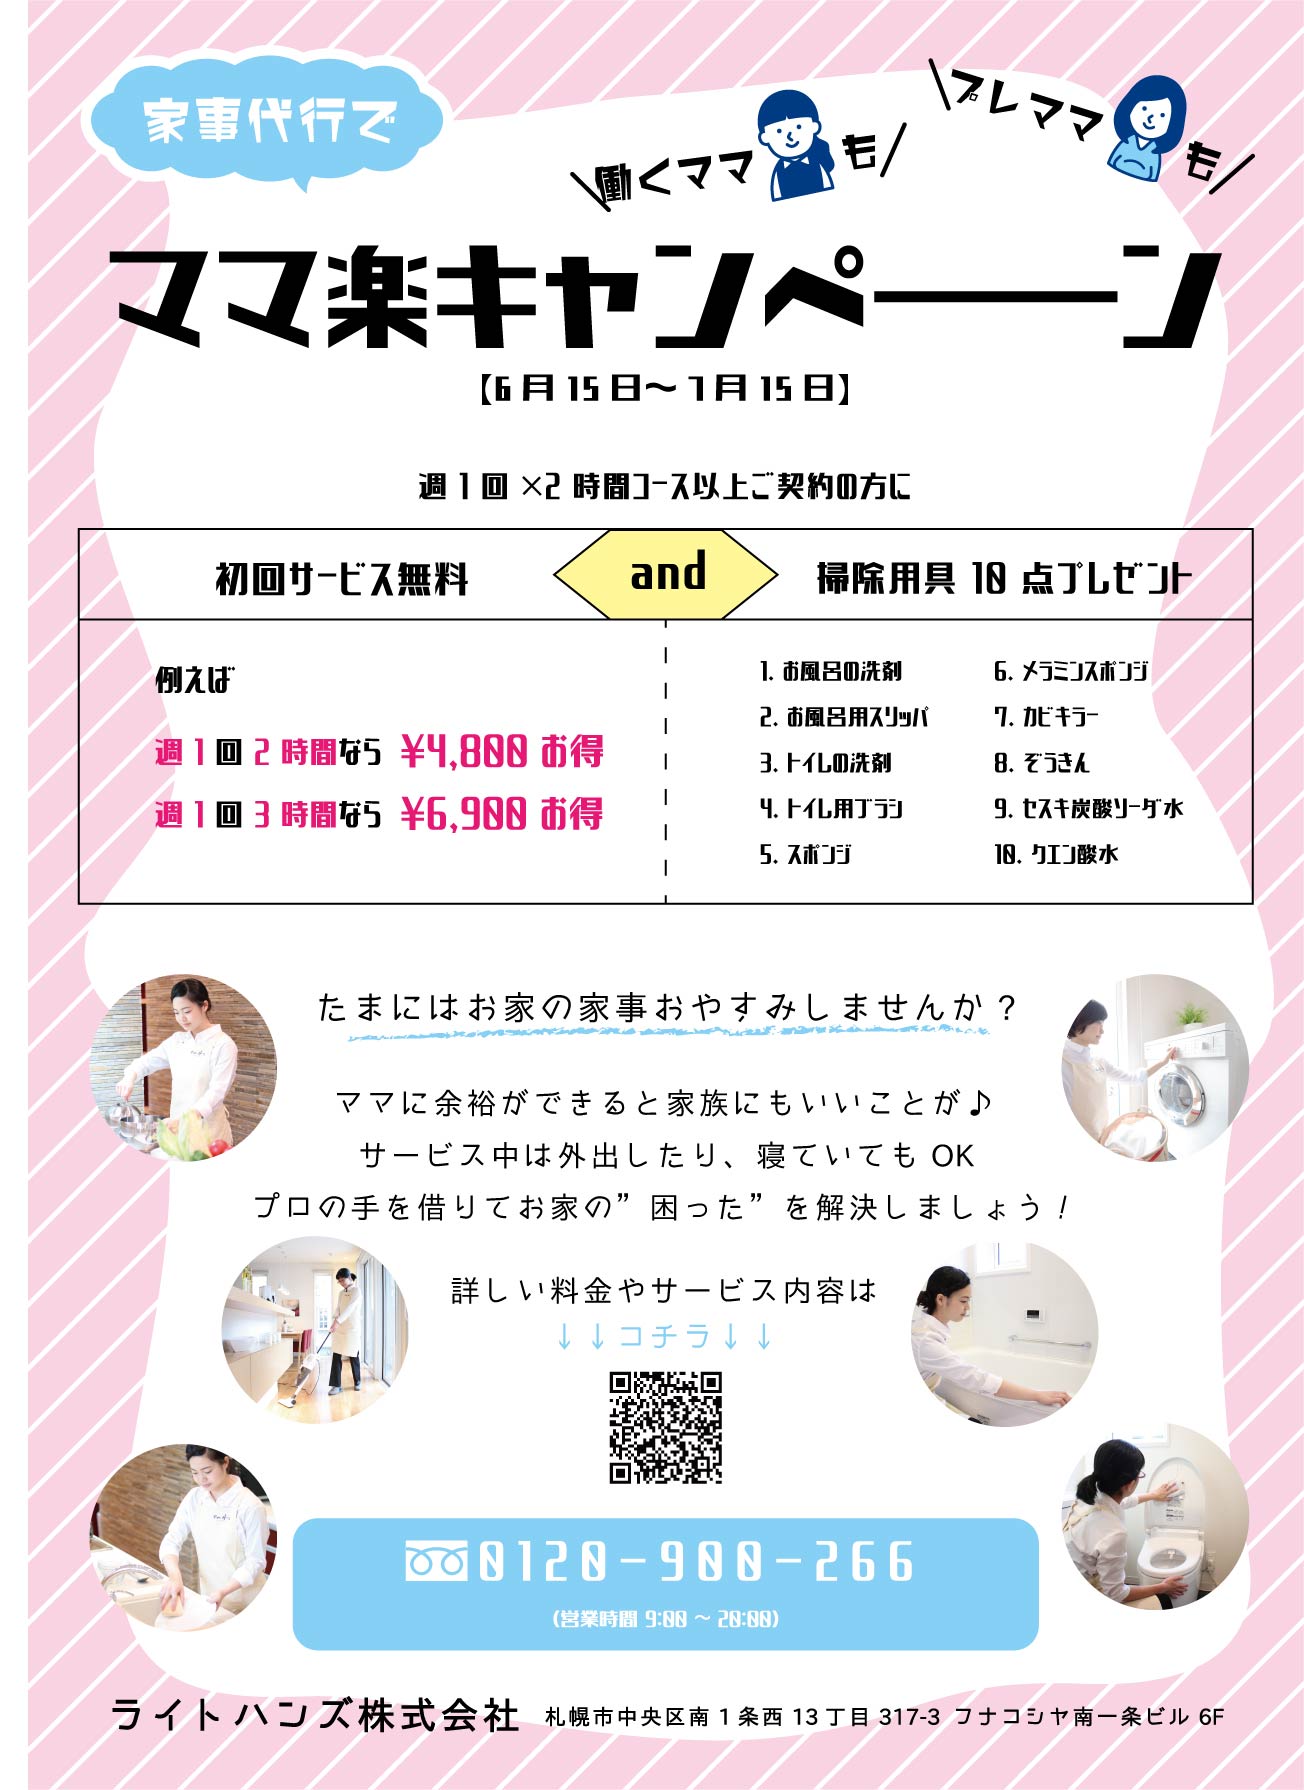 家事代行で
\働くママも/
\プレママも/
ママ楽キャンペーン
【6月15日～7月15日】
週1回×2時間コース以上ご契約の方に
初回サービス無料
and
掃除用具10点プレゼント
例えば
週1回2時間なら ¥4,800お得
週1回3時間なら ¥6,900お得
1. お風呂の洗剤
2. お風呂用スリッパ
3. トイレの洗剤
4. トイレ用ブラシ
5. スポンジ
6. メラミンスポンジ
7. カビキラー
8. ぞうきん
9. セスキ炭酸ソーダ水
10. クエン酸水
たまにはお家の家事おやすみしませんか？
ママに余裕ができると家族にもいいことが♪
サービス中は外出したり、寝ていてもOK
プロの手を借りてお家の”困った”を解決しましょう！
詳しい料金やサービス内容は
↓↓コチラ↓↓
0120-900-266
(営業時間 9:00～20:00)
ライトハンズ株式会社 札幌市中央区南1条西13丁目317-3 フナコシヤ南一条ビル6F